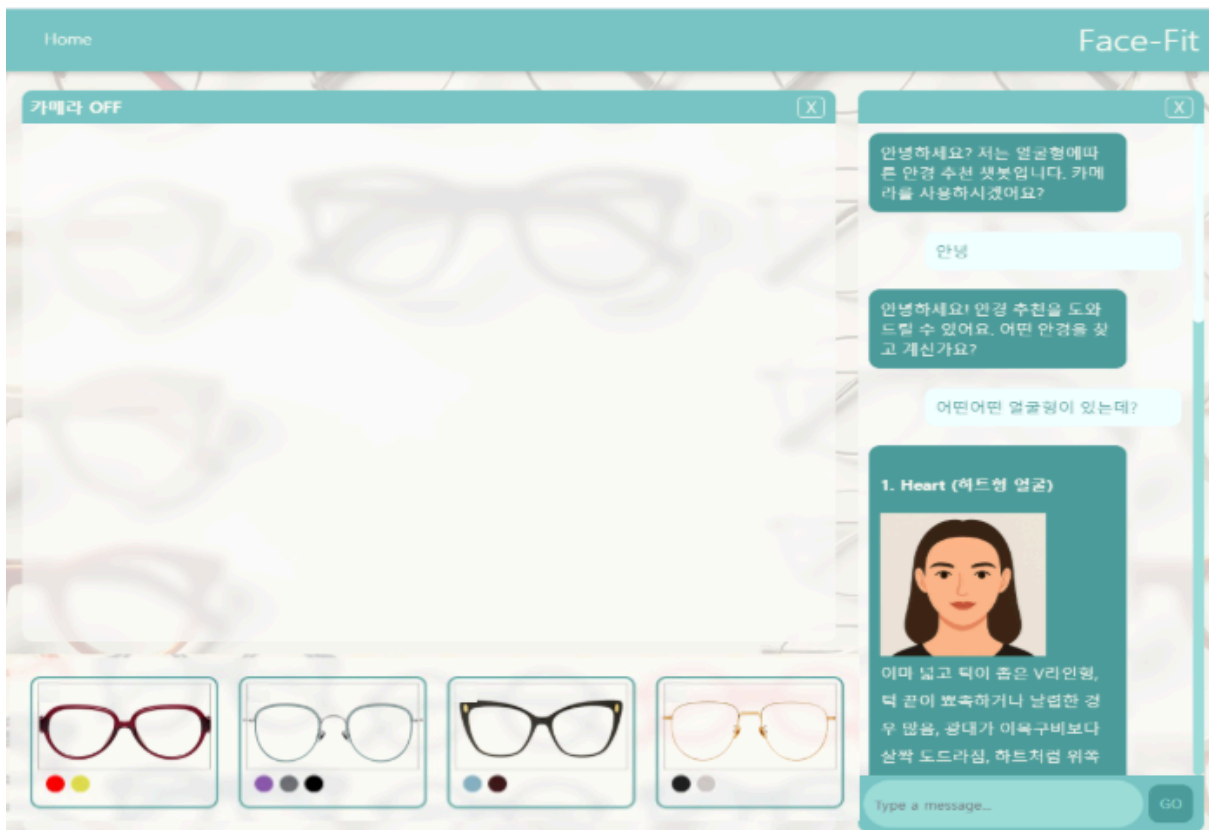 Home
Face-Fit
카메라 OFF
X
X
안녕하세요? 저는 얼굴형에따
른 안경 추천 챗봇입니다. 카메
라를 사용하시겠어요?
안녕
안녕하세요! 안경 추천을 도와
드릴 수 있어요. 어떤 안경을 찾
고 계신가요?
어떤어떤 얼굴형이 있는데?
1. Heart (하트형 얼굴)
이마 넓고 턱이 좁은 V라인형,
턱 끝이 뾰족하거나 날렵한 경
우 많음, 광대가 이목구비보다
살짝 도드라짐, 하트처럼 위쪽
Type a message...
GO